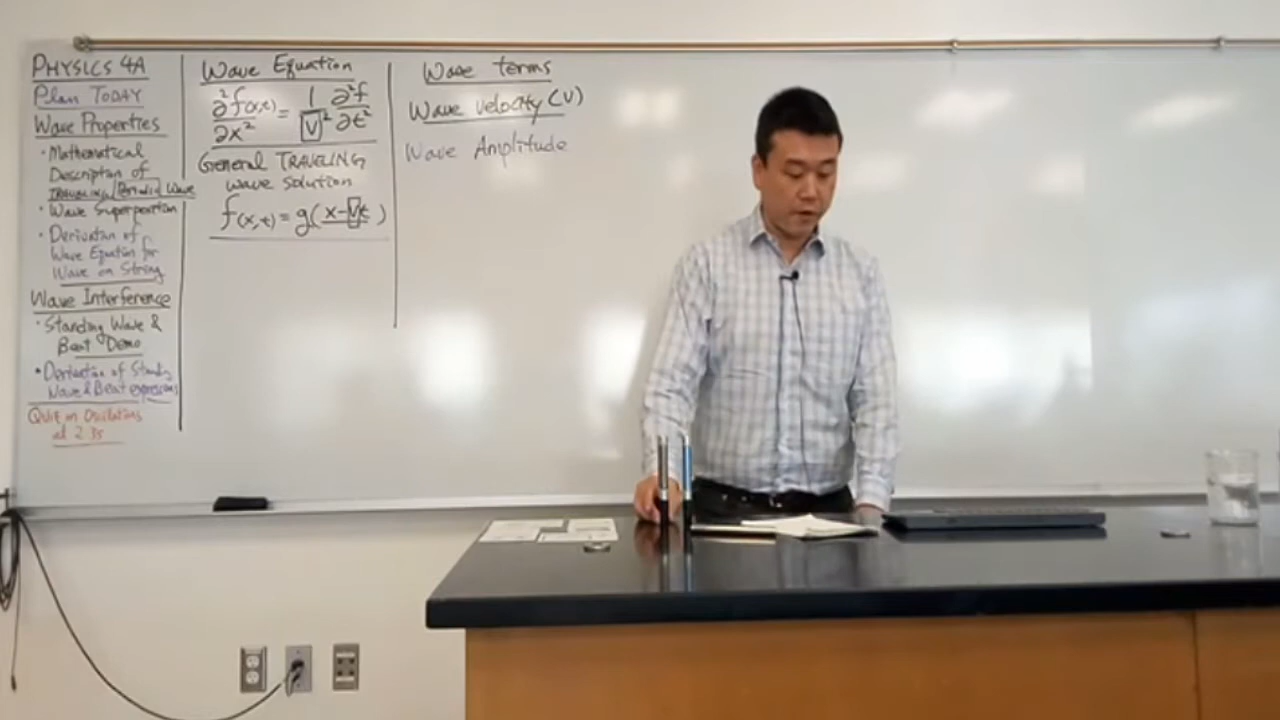 PHYSICS 4A
Plan TODAY
Wave Properties
• Mathematical
Description of
TRAVELING/Periodic Wave
• Wave Superposition
• Derivation of
Wave Equation for
Wave on String
Wave Interference
• Standing Wave &
Beat Demo
• Derivation of Standing
Wave & Beat expressions
Quiz on Oscillations
at 2:35
Wave Equation
∂²f(x,t)/∂x² = 1/v² ∂²f/∂t²
General TRAVELING
wave solution
f(x,t) = g(x-vt)
Wave terms
Wave velocity (v)
Wave Amplitude